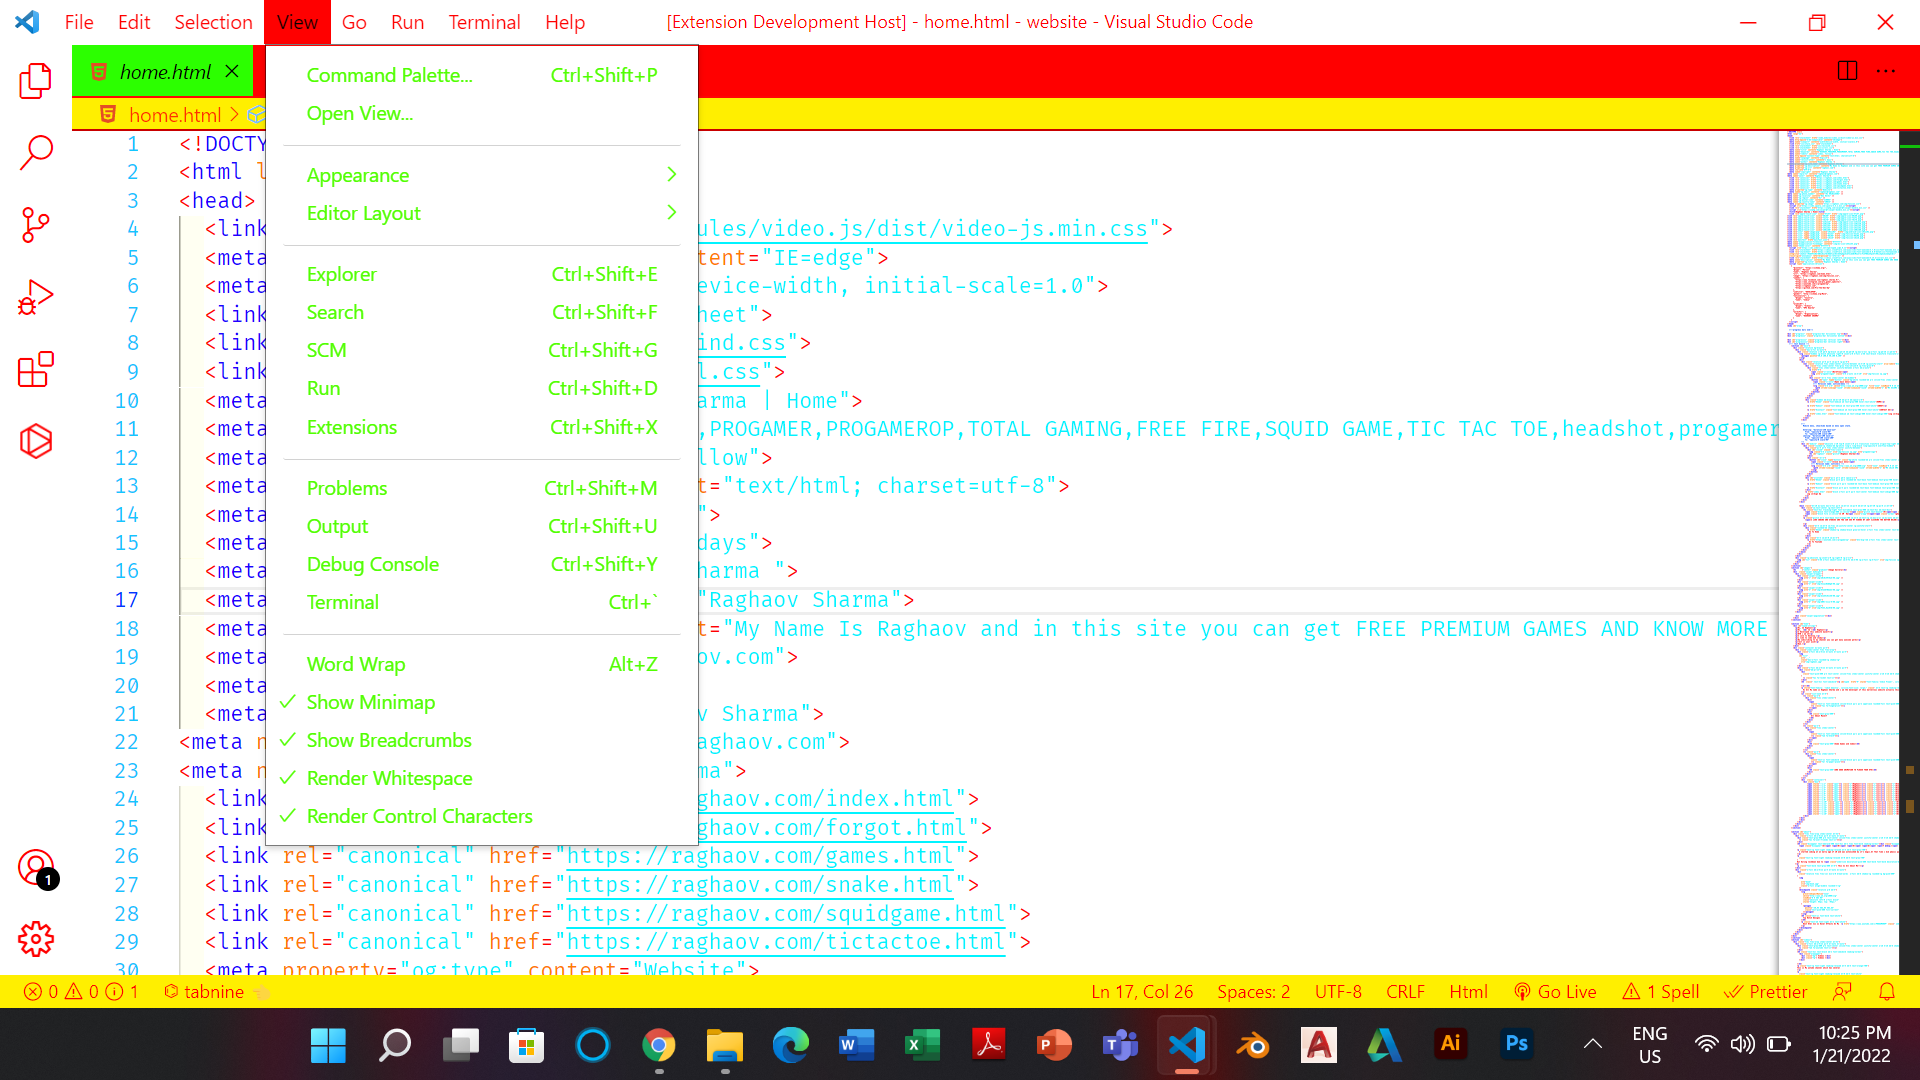 File Edit Selection View Go Run Terminal Help [Extension Development Host] - home.html - website - Visual Studio Code
home.html
home.html
Command Palette... Ctrl+Shift+P
Open View...
Appearance
Editor Layout
Explorer Ctrl+Shift+E
Search Ctrl+Shift+F
SCM Ctrl+Shift+G
Run Ctrl+Shift+D
Extensions Ctrl+Shift+X
Problems Ctrl+Shift+M
Output Ctrl+Shift+U
Debug Console Ctrl+Shift+Y
Terminal Ctrl+`
Word Wrap Alt+Z
✓ Show Minimap
✓ Show Breadcrumbs
✓ Render Whitespace
✓ Render Control Characters
1 <!DOCTY
2 <html l
3 <head>
4 <link ules/video.js/dist/video-js.min.css">
5 <meta tent="IE=edge">
6 <meta evice-width, initial-scale=1.0">
7 <link heet">
8 <link ind.css">
9 <link l.css">
10 <meta arma | Home">
11 <meta ,PROGAMER,PROGAMEROP,TOTAL GAMING,FREE FIRE,SQUID GAME,TIC TAC TOE,headshot,progamer
12 <meta llow">
13 <meta t="text/html; charset=utf-8">
14 <meta ">
15 <meta days">
16 <meta harma ">
17 <meta "Raghaov Sharma">
18 <meta t="My Name Is Raghaov and in this site you can get FREE PREMIUM GAMES AND KNOW MORE
19 <meta ov.com">
20 <meta
21 <meta v Sharma">
22 <meta n aghaov.com">
23 <meta n ma">
24 <link ghaov.com/index.html">
25 <link ghaov.com/forgot.html">
26 <link rel="canonical" href="https://raghaov.com/games.html">
27 <link rel="canonical" href="https://raghaov.com/snake.html">
28 <link rel="canonical" href="https://raghaov.com/squidgame.html">
29 <link rel="canonical" href="https://raghaov.com/tictactoe.html">
30 <meta property="og:type" content="Website">
1
0 0 1 tabnine Ln 17, Col 26 Spaces: 2 UTF-8 CRLF Html Go Live 1 Spell Prettier
W X P T A Ai Ps ENG US 10:25 PM 1/21/2022